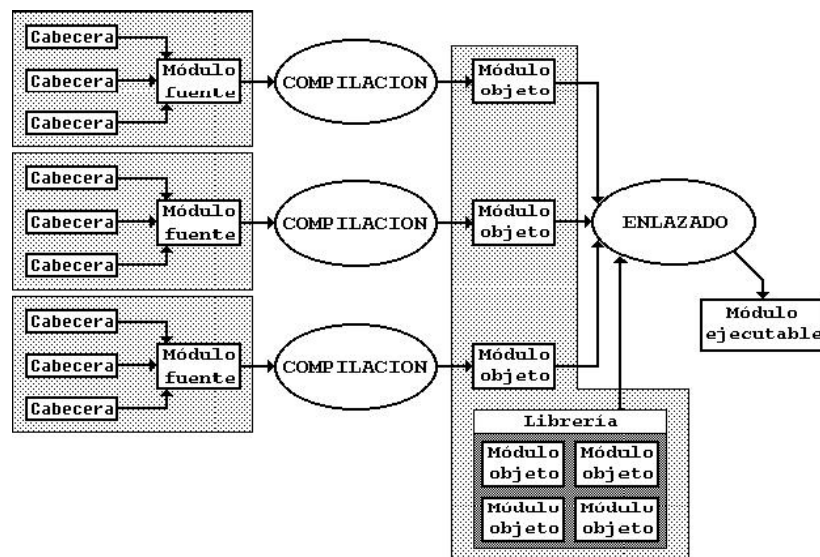 Cabecera
Cabecera
Cabecera
Módulo
fuente
COMPILACION
Módulo
objeto
Cabecera
Cabecera
Cabecera
Módulo
fuente
COMPILACION
Módulo
objeto
ENLAZADO
Módulo
ejecutable
Cabecera
Cabecera
Cabecera
Módulo
fuente
COMPILACION
Módulo
objeto
Librería
Módulo
objeto
Módulo
objeto
Módulo
objeto
Módulo
objeto